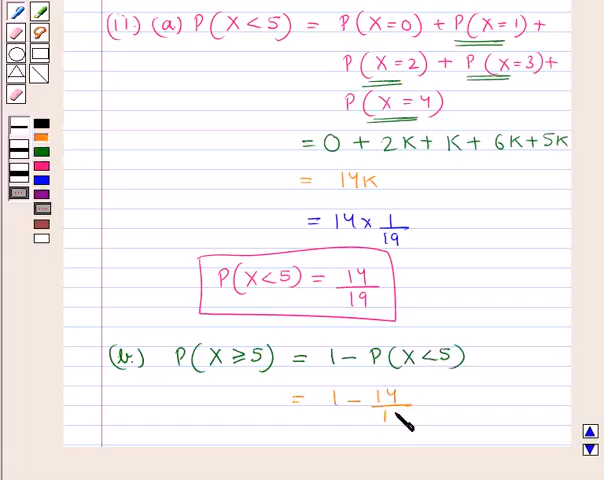 (ii) (a) P(X<5) = P(X=0) + P(X=1) +
P(X=2) + P(X=3)+
P(X=4)
= 0 + 2K + K + 6K + 5K
= 14K
= 14 × 1/19
P(X<5) = 14/19
(b) P(X≥5) = 1 - P(X<5)
= 1 - 14/1